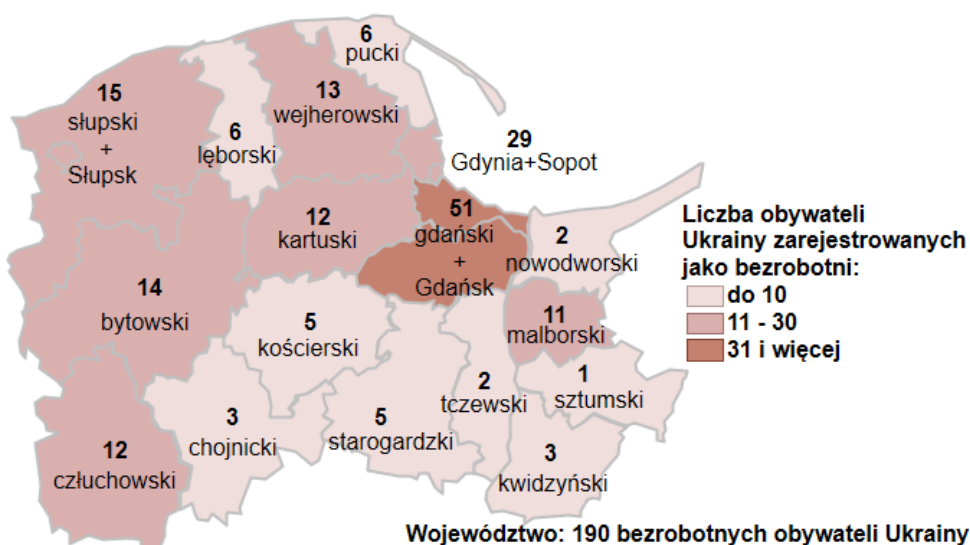 6
pucki
15
słupski
+
Słupsk
6
lęborski
13
wejherowski
29
Gdynia+Sopot
12
kartuski
51
gdański
+
Gdańsk
2
nowodworski
14
bytowski
5
kościerski
11
malborski
1
sztumski
2
tczewski
3
chojnicki
5
starogardzki
12
człuchowski
3
kwidzyński
Liczba obywateli
Ukrainy zarejestrowanych
jako bezrobotni:
do 10
11 - 30
31 i więcej
Województwo: 190 bezrobotnych obywateli Ukrainy